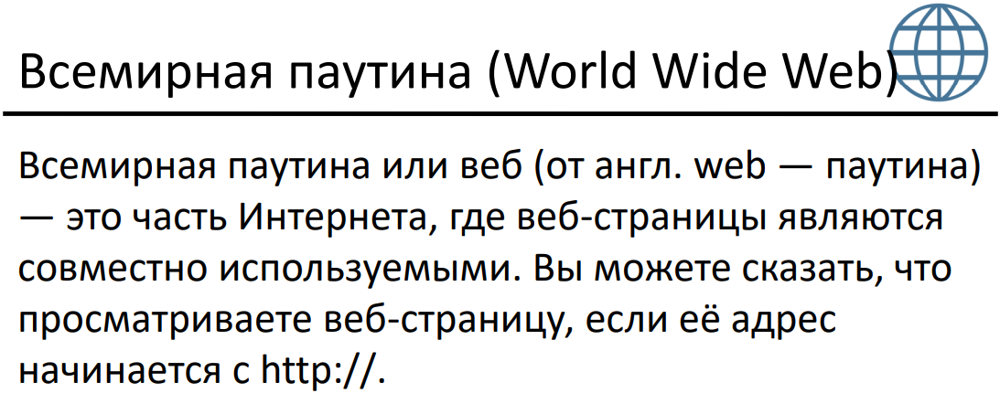 Всемирная паутина (World Wide Web)
Всемирная паутина или веб (от англ. web — паутина)
— это часть Интернета, где веб-страницы являются
совместно используемыми. Вы можете сказать, что
просматриваете веб-страницу, если её адрес
начинается с http://.